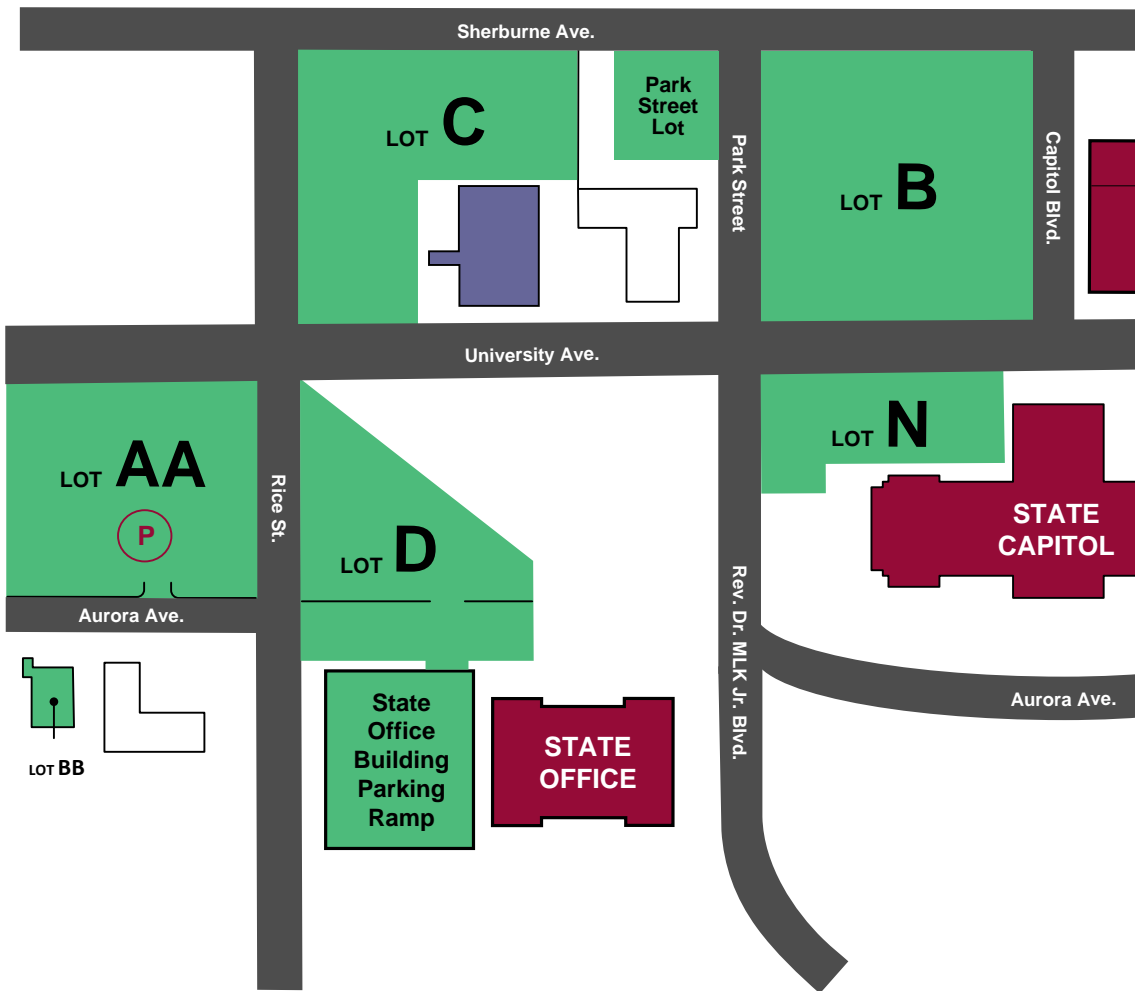 Sherburne Ave.
LOT C
Park
Street
Lot
Park Street
LOT B
Capitol Blvd.
University Ave.
LOT AA
P
Rice St.
LOT D
LOT N
STATE
CAPITOL
Aurora Ave.
Rev. Dr. MLK Jr. Blvd.
Aurora Ave.
LOT BB
State
Office
Building
Parking
Ramp
STATE
OFFICE